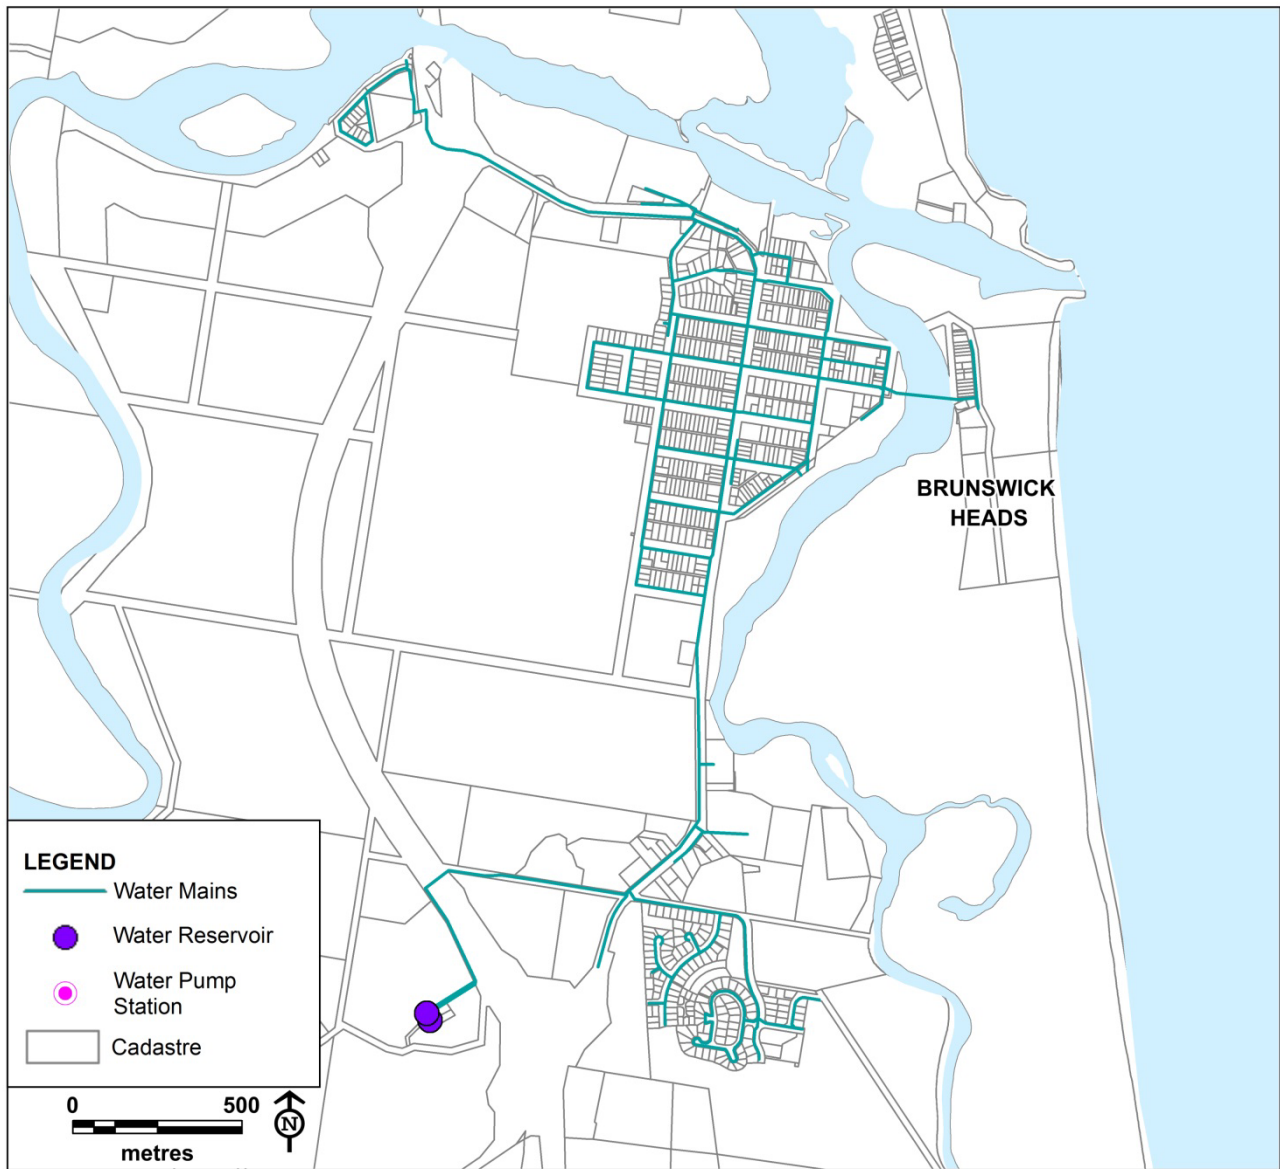 BRUNSWICK
HEADS
LEGEND
Water Mains
Water Reservoir
Water Pump
Station
Cadastre
0 500
N
metres